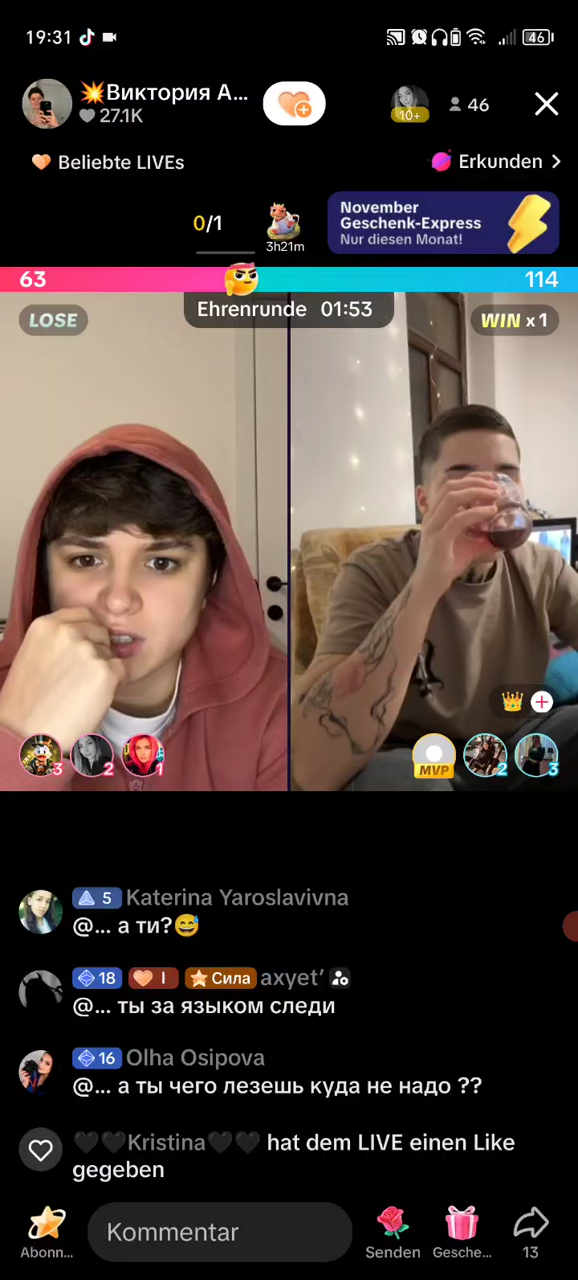 19:31
46
💥Виктория А...
27.1K
10+
46
Beliebte LIVEs
Erkunden
0/1
3h21m
November
Geschenk-Express
Nur diesen Monat!
63
114
LOSE
Ehrenrunde 01:53
WIN x 1
3
2
1
MVP
2
3
5 Katerina Yaroslavivna
@... а ти?😅
18 I Сила axyet’
@... ты за языком следи
16 Olha Osipova
@... а ты чего лезешь куда не надо ??
🖤🖤Kristina🖤🖤 hat dem LIVE einen Like
gegeben
Abonn...
Kommentar
Senden
Gesche...
13